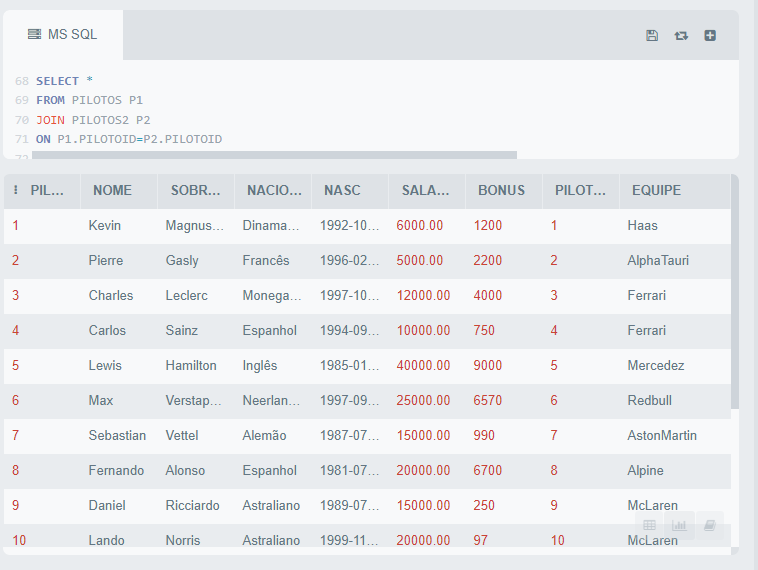 MS SQL
68 SELECT *
69 FROM PILOTOS P1
70 JOIN PILOTOS2 P2
71 ON P1.PILOTOID=P2.PILOTOID
72
PIL... NOME SOBR... NACIO... NASC SALA... BONUS PILOT... EQUIPE
1 Kevin Magnus... Dinama... 1992-10... 6000.00 1200 1 Haas
2 Pierre Gasly Francês 1996-02... 5000.00 2200 2 AlphaTauri
3 Charles Leclerc Monega... 1997-10... 12000.00 4000 3 Ferrari
4 Carlos Sainz Espanhol 1994-09... 10000.00 750 4 Ferrari
5 Lewis Hamilton Inglês 1985-01... 40000.00 9000 5 Mercedez
6 Max Verstap... Neerlan... 1997-09... 25000.00 6570 6 Redbull
7 Sebastian Vettel Alemão 1987-07... 15000.00 990 7 AstonMartin
8 Fernando Alonso Espanhol 1981-07... 20000.00 6700 8 Alpine
9 Daniel Ricciardo Astraliano 1989-07... 15000.00 250 9 McLaren
10 Lando Norris Astraliano 1999-11... 20000.00 97 10 McLaren